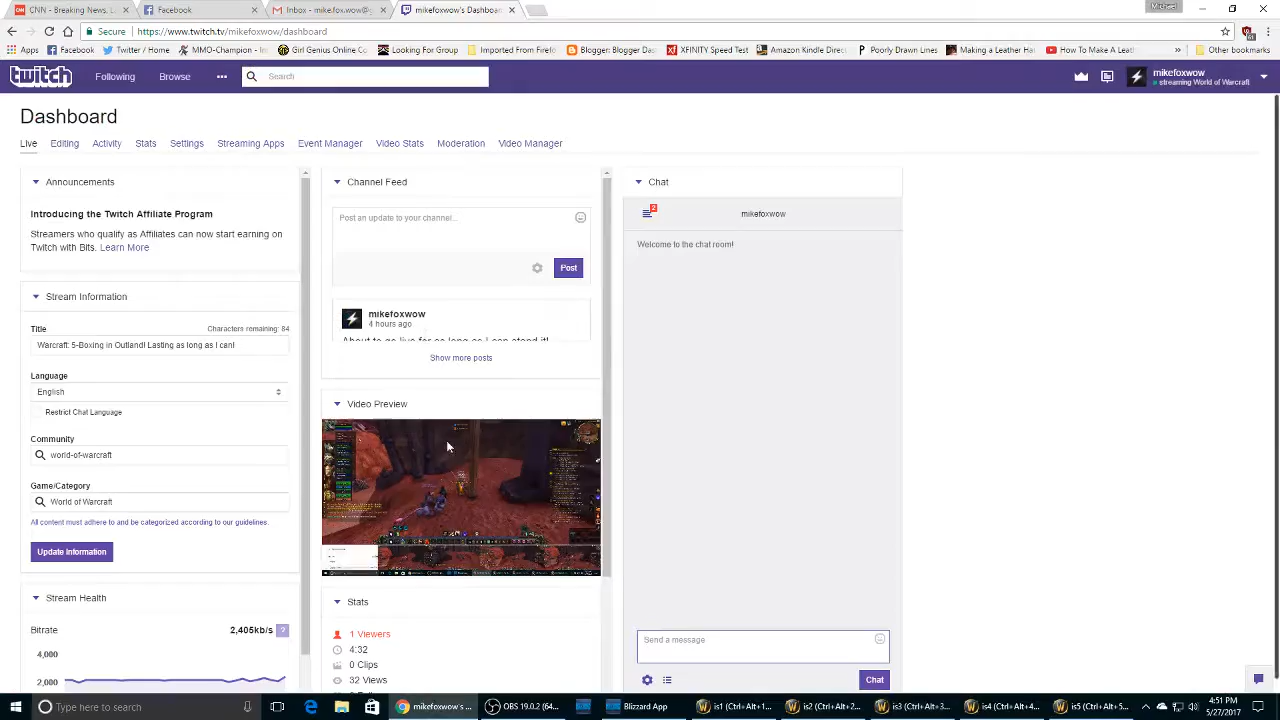 CNN - Breaking News,
Facebook
Inbox - mike.foxwow@g
mikefoxwow's Dashboard
Michael
Secure
https://www.twitch.tv/mikefoxwow/dashboard
Apps
Facebook
Twitter / Home
MMO-Champion
Girl Genius Online Co
Looking For Group
Imported From Firefo
Blogger: Blogger Das
XFINITY Speed Test
Amazon Kindle Direct
Poorly Drawn Lines
Making a Leather Ha
How To Make A Leat
»
Other bookmarks
twitch
Following
Browse
...
Search
mikefoxwow
streaming World of Warcraft
Dashboard
Live
Editing
Activity
Stats
Settings
Streaming Apps
Event Manager
Video Stats
Moderation
Video Manager
Announcements
Introducing the Twitch Affiliate Program
Streamers who qualify as Affiliates can now start earning on
Twitch with Bits. Learn More
Stream Information
Title
Characters remaining: 84
Warcraft: 5-Boxing in Outland! Lasting as long as I can!
Language
English
Restrict Chat Language
Community
world-of-warcraft
Game/Category
World of Warcraft
All content must adhere to and be categorized according to our guidelines.
Update Information
Stream Health
Bitrate
2,405kb/s
?
4,000
2,000
Channel Feed
Post an update to your channel...
Post
mikefoxwow
4 hours ago
About to go live for as long as I can stand it!
Show more posts
Video Preview
Stats
1 Viewers
4:32
0 Clips
32 Views
Chat
2
mikefoxwow
Welcome to the chat room!
Send a message
Chat
Type here to search
mikefoxwow's ...
OBS 19.0.2 (64...
Blizzard App
is1 (Ctrl+Alt+1...
is2 (Ctrl+Alt+2...
is3 (Ctrl+Alt+3...
is4 (Ctrl+Alt+4...
is5 (Ctrl+Alt+5...
4:51 PM
5/27/2017